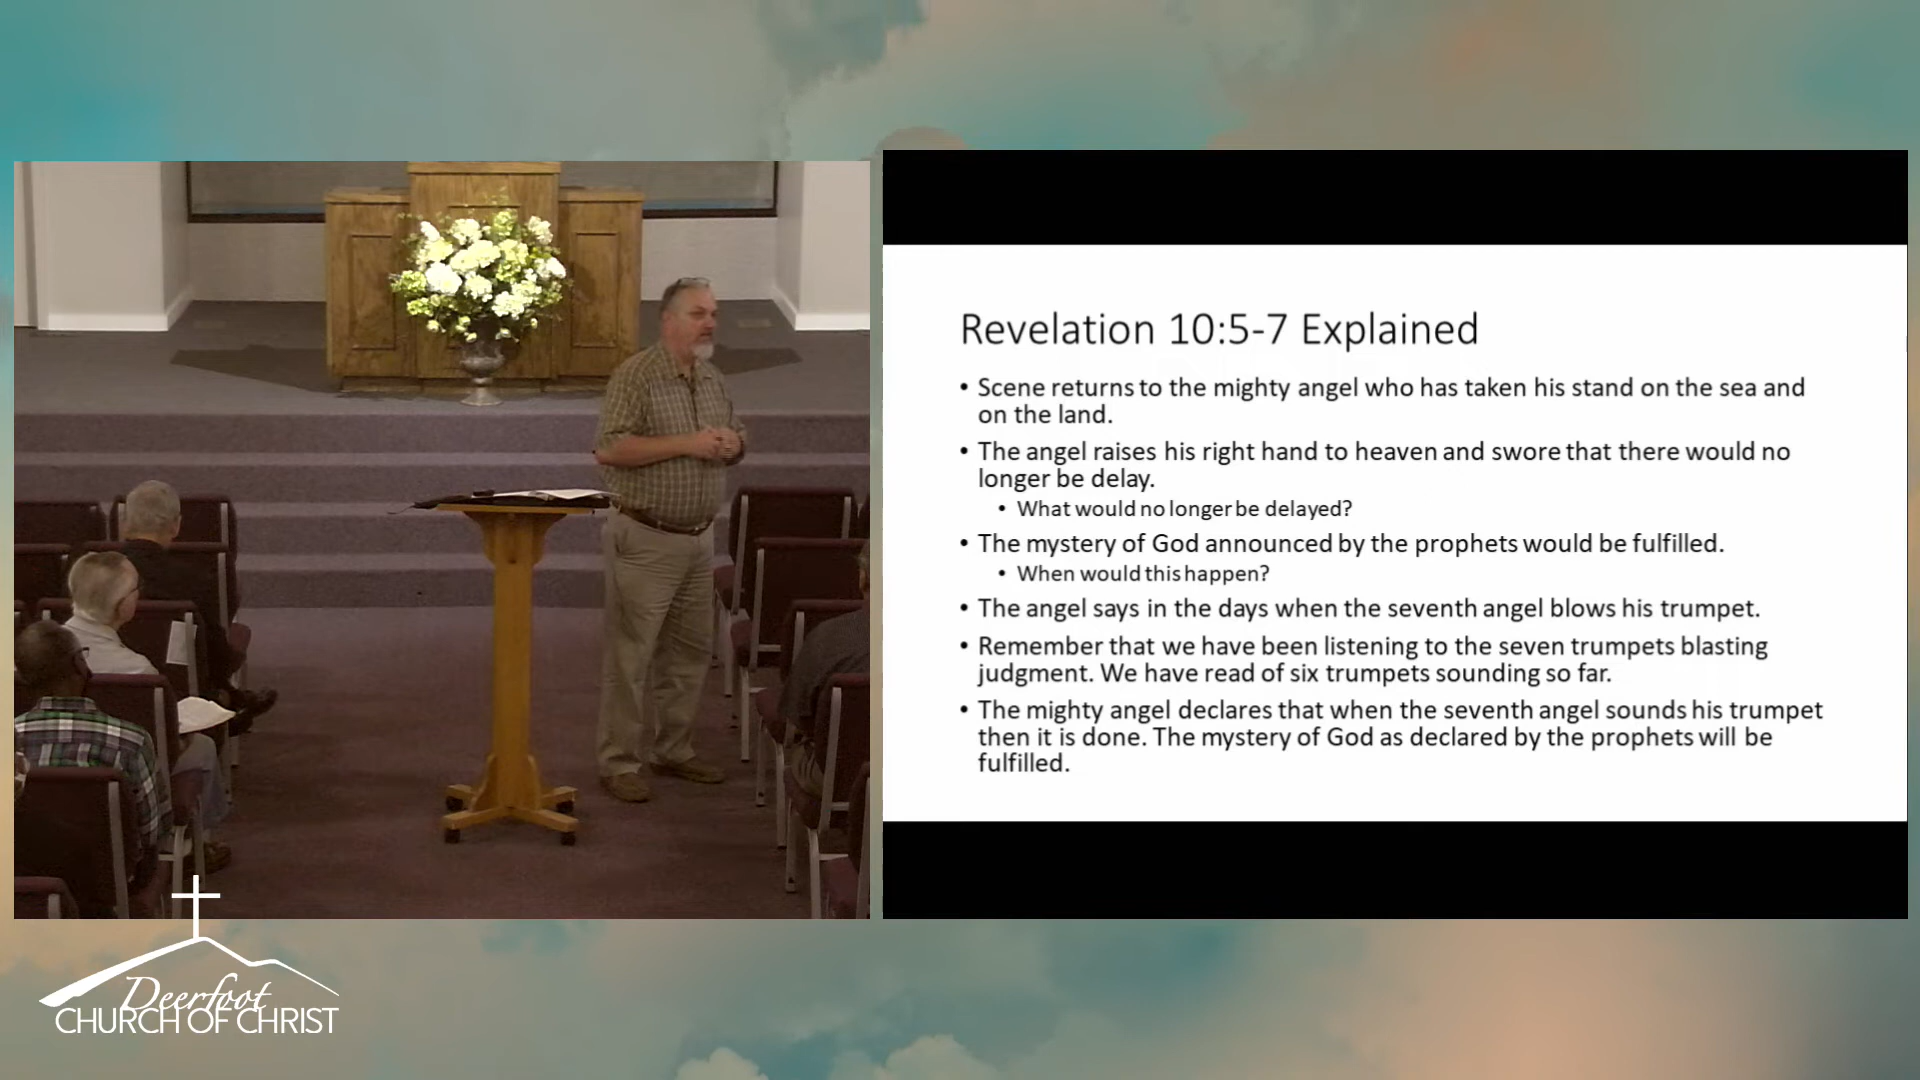 Revelation 10:5-7 Explained
• Scene returns to the mighty angel who has taken his stand on the sea and
on the land.
• The angel raises his right hand to heaven and swore that there would no
longer be delay.
• What would no longer be delayed?
• The mystery of God announced by the prophets would be fulfilled.
• When would this happen?
• The angel says in the days when the seventh angel blows his trumpet.
• Remember that we have been listening to the seven trumpets blasting
judgment. We have read of six trumpets sounding so far.
• The mighty angel declares that when the seventh angel sounds his trumpet
then it is done. The mystery of God as declared by the prophets will be
fulfilled.
Deerfoot
CHURCH OF CHRIST